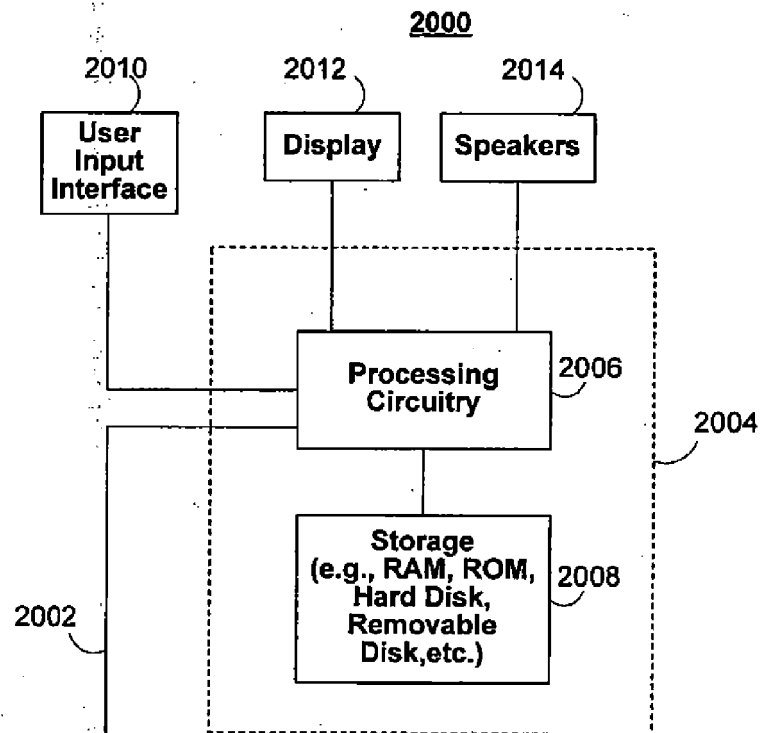 2000
2010
2012
2014
User
Input
Interface
Display
Speakers
Processing
Circuitry
2006
2004
Storage
(e.g., RAM, ROM,
Hard Disk,
Removable
Disk,etc.)
2008
2002